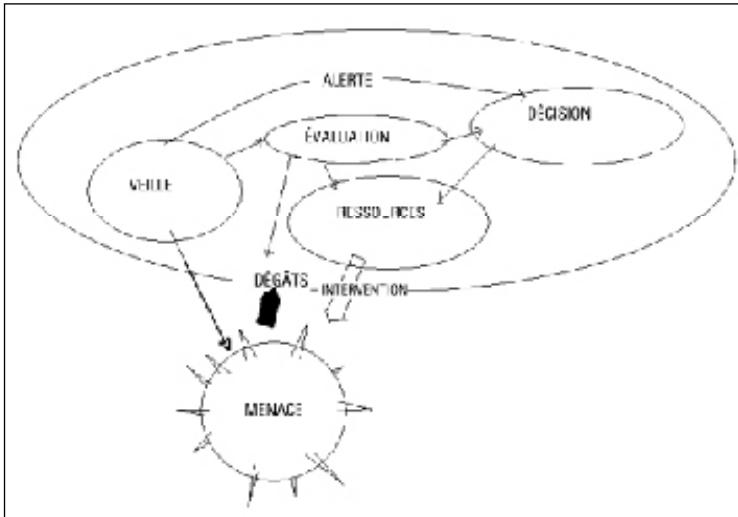 ALERTE
DÉCISION
ÉVALUATION
VEILLE
RESSOURCES
DÉGÂTS
INTERVENTION
MENACE